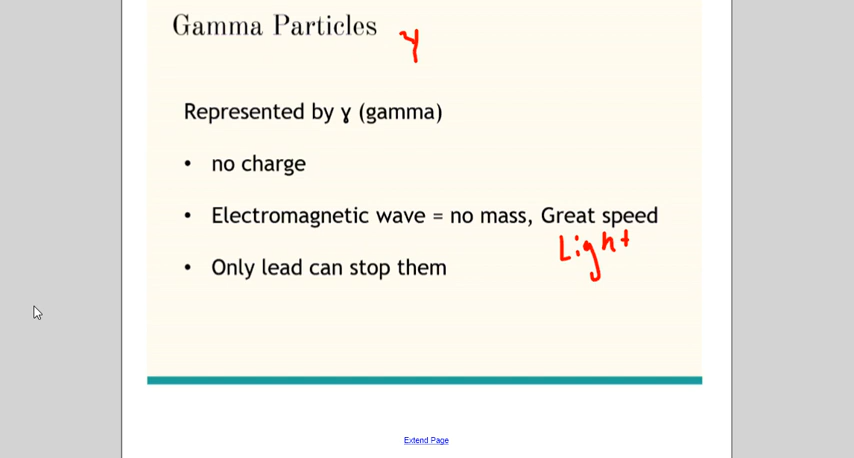 Gamma Particles γ
Represented by ɣ (gamma)
• no charge
• Electromagnetic wave = no mass, Great speed
Light
• Only lead can stop them
Extend Page